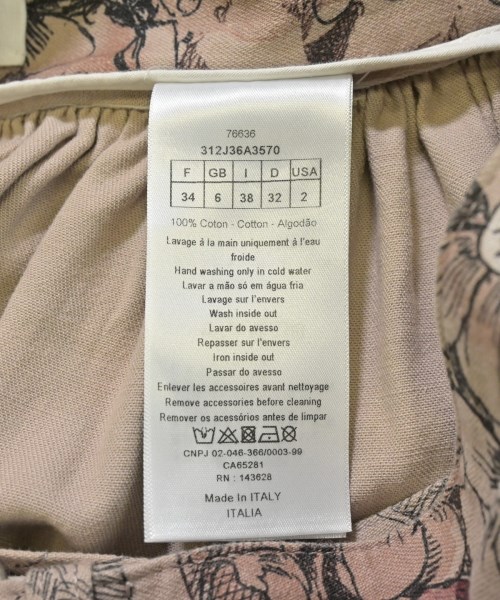 76636
312J36A3570
F GB I D USA
34 6 38 32 2
100% Coton - Cotton - Algodão
Lavage à la main uniquement à l'eau
froide
Hand washing only in cold water
Lavar a mão só em água fria
Lavage sur l'envers
Wash inside out
Lavar do avesso
Repasser sur l'envers
Iron inside out
Passar do avesso
Enlever les accessoires avant nettoyage
Remove accessories before cleaning
Remover os acessórios antes de limpar
CNPJ 02-046-366/0003-99
CA65281
RN : 143628
Made In ITALY
ITALIA